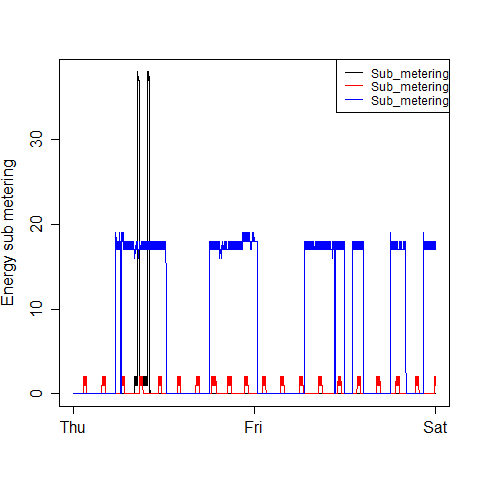 Sub_metering
Sub_metering
Sub_metering
Energy sub metering
30
20
10
0
Thu Fri Sat